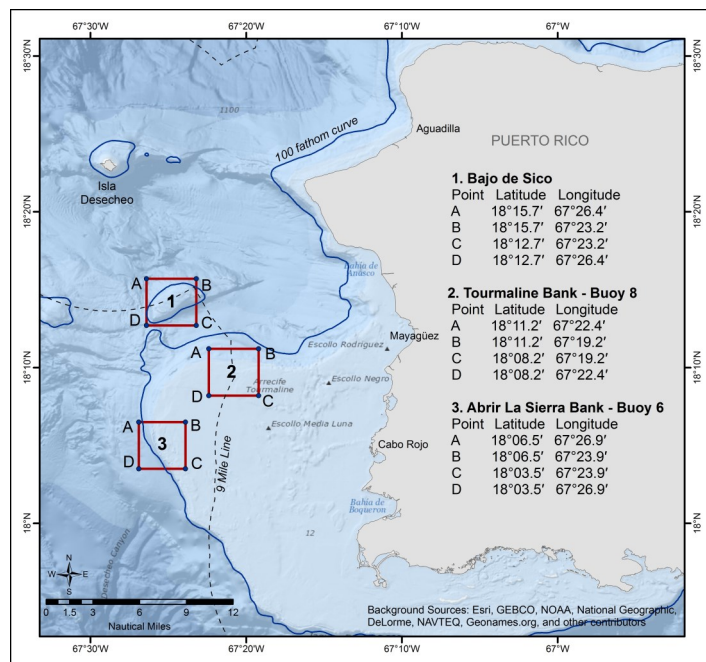 67°30'W 67°20'W 67°10'W 67°0'W
18°30'N
18°30'N
1100
Aguadilla
100 fathom curve
PUERTO RICO
Isla
Desecheo
1. Bajo de Sico
Point Latitude Longitude
A 18°15.7′ 67°26.4′
B 18°15.7′ 67°23.2′
C 18°12.7′ 67°23.2′
D 18°12.7′ 67°26.4′
18°20'N
18°20'N
Bahía de
Añasco
A B
1
D C
2. Tourmaline Bank - Buoy 8
Point Latitude Longitude
A 18°11.2′ 67°22.4′
B 18°11.2′ 67°19.2′
C 18°08.2′ 67°19.2′
D 18°08.2′ 67°22.4′
Mayagüez
Escollo Rodríguez
A B
2
D C
18°10'N
18°10'N
Arrecife
Tourmaline
Escollo Negro
Escollo Media Luna
3. Abrir La Sierra Bank - Buoy 6
Point Latitude Longitude
A 18°06.5′ 67°26.9′
B 18°06.5′ 67°23.9′
C 18°03.5′ 67°23.9′
D 18°03.5′ 67°26.9′
A B
3
D C
Cabo Rojo
9 Mile Line
Bahía de
Boquerón
18°N
18°N
12
Desecheo Canyon
N
W E
S
0 1.5 3 6 9 12
Nautical Miles
Background Sources: Esri, GEBCO, NOAA, National Geographic,
DeLorme, NAVTEQ, Geonames.org, and other contributors
67°30'W 67°20'W 67°10'W 67°0'W